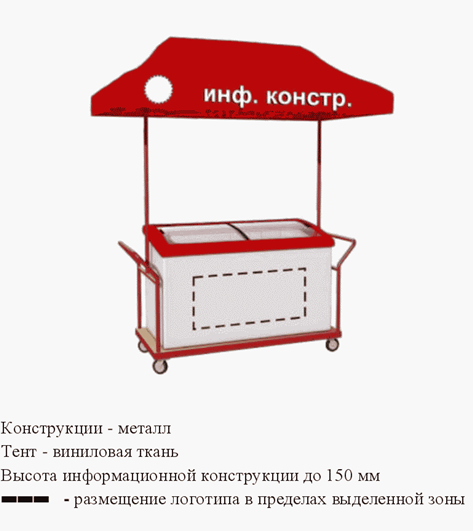 инф. констр.
Конструкции - металл
Тент - виниловая ткань
Высота информационной конструкции до 150 мм
- размещение логотипа в пределах выделенной зоны